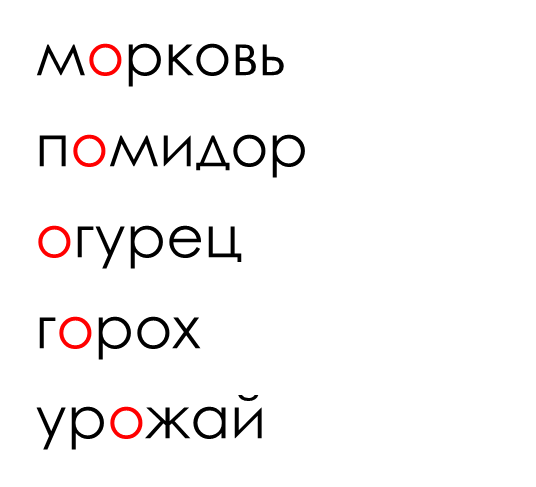 морковь
помидор
огурец
горох
урожай